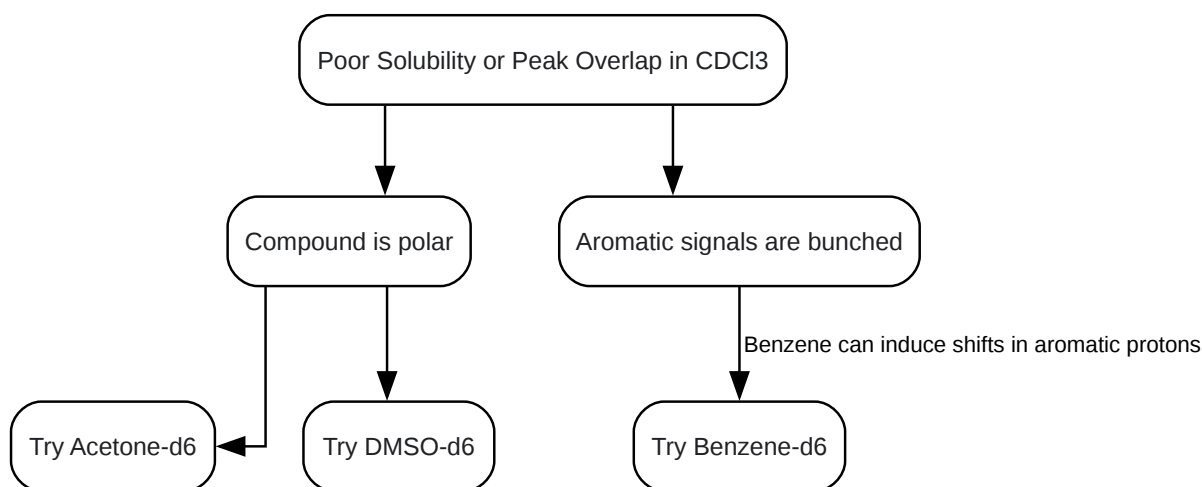 Poor Solubility or Peak Overlap in CDCl3
Compound is polar
Aromatic signals are bunched
Benzene can induce shifts in aromatic protons
Try Acetone-d6
Try DMSO-d6
Try Benzene-d6